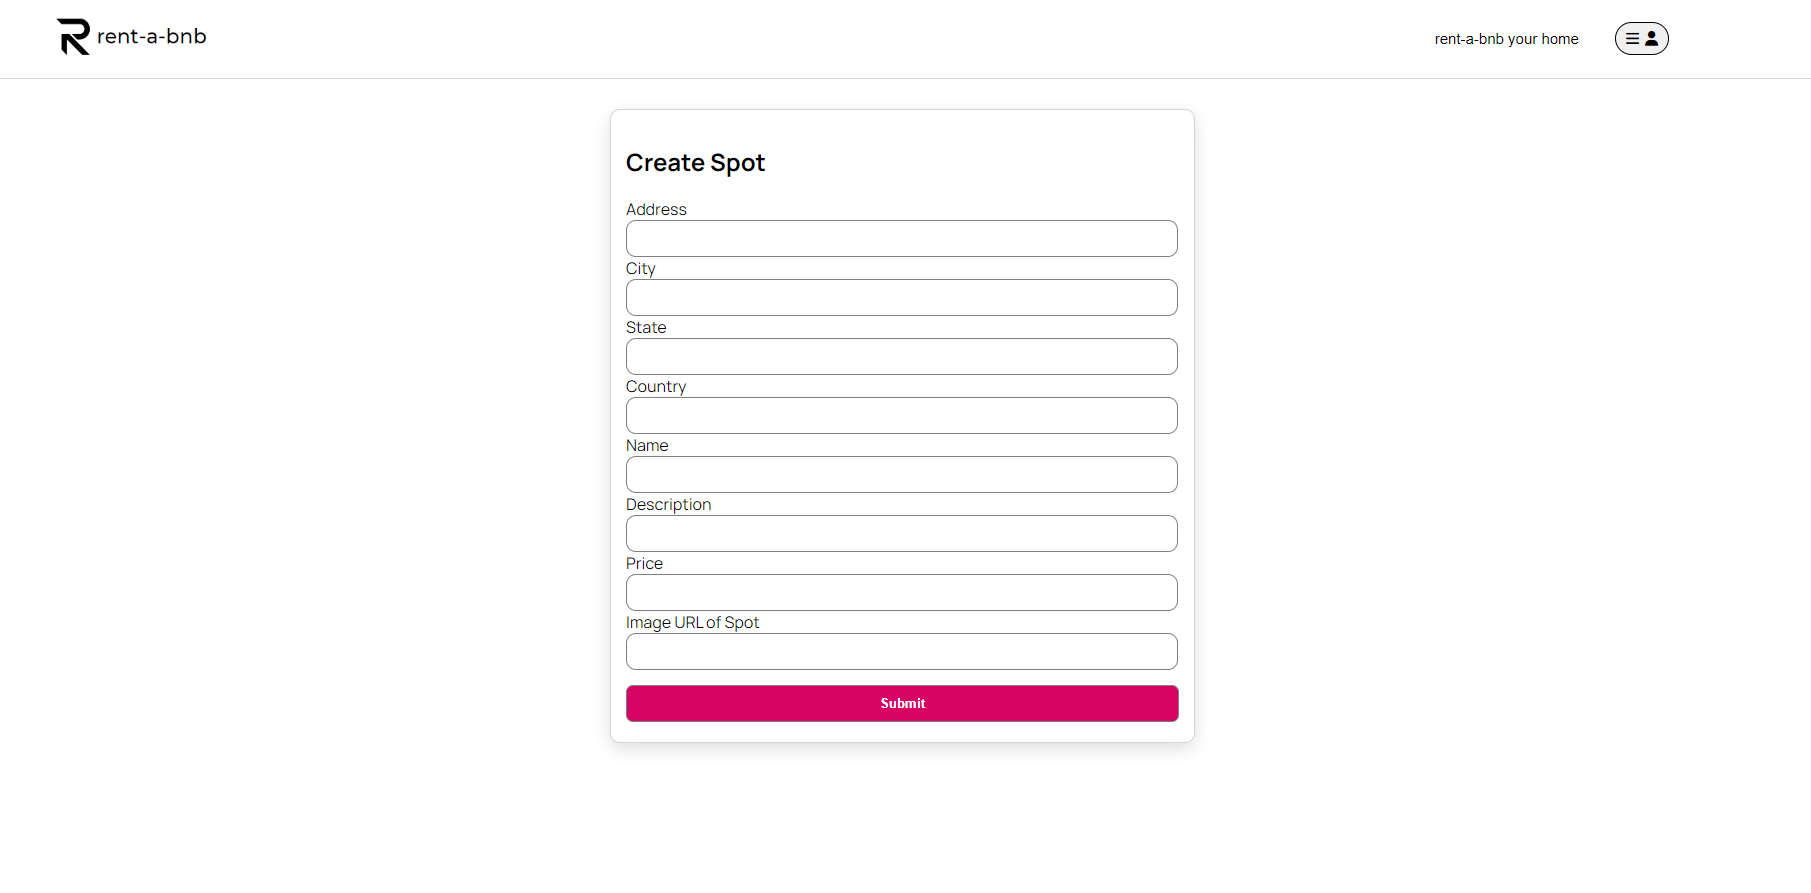 rent-a-bnb
rent-a-bnb your home
Create Spot
Address
City
State
Country
Name
Description
Price
Image URL of Spot
Submit